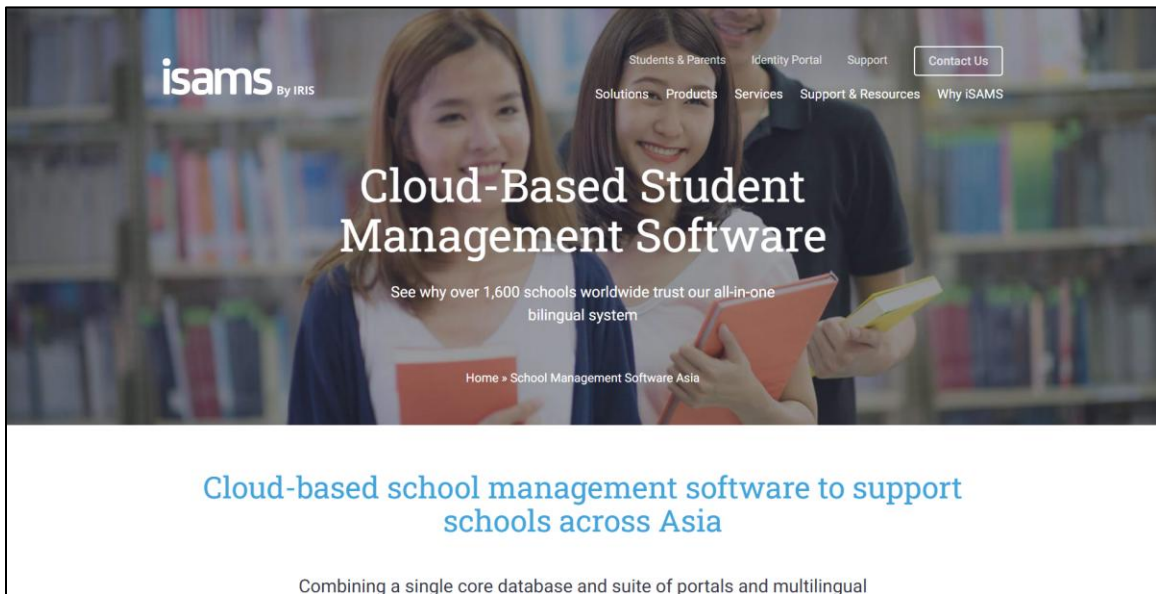 isams By IRIS
Students & Parents Identity Portal Support Contact Us
Solutions Products Services Support & Resources Why iSAMS
Cloud-Based Student
Management Software
See why over 1,600 schools worldwide trust our all-in-one
bilingual system
Home » School Management Software Asia
Cloud-based school management software to support
schools across Asia
Combining a single core database and suite of portals and multilingual